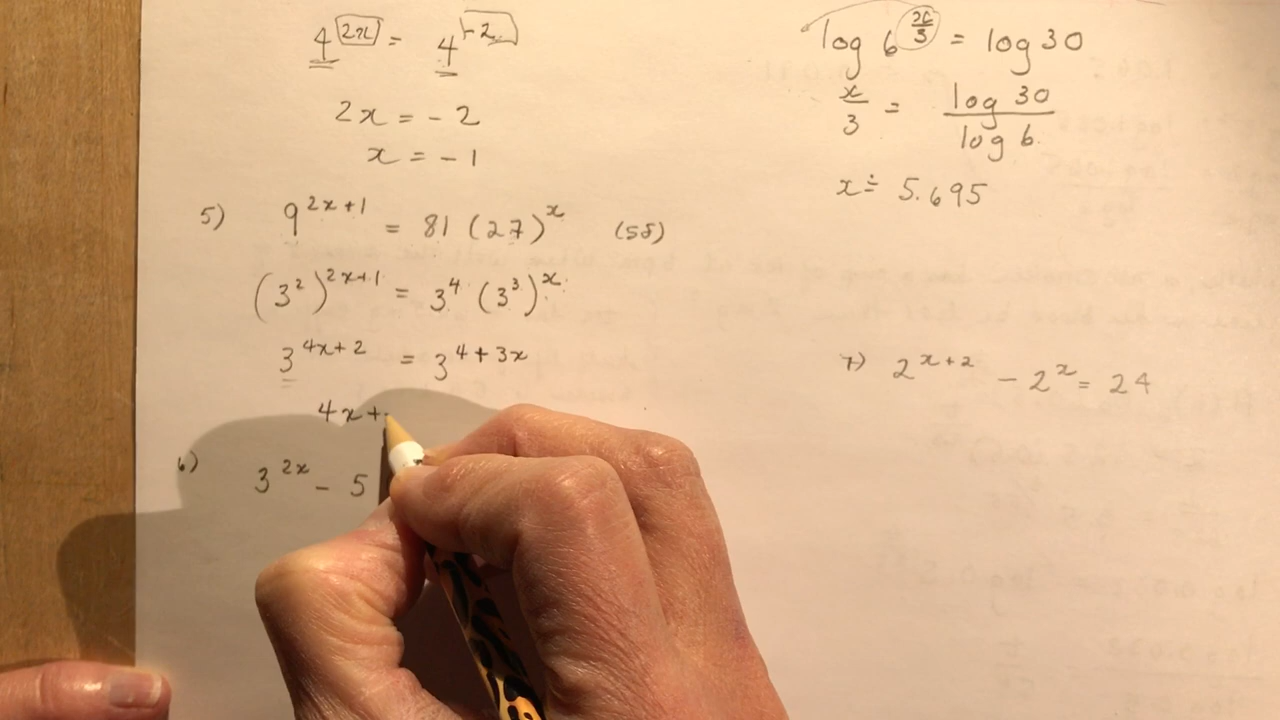 4^{2x} = 4^{-2}
2x = -2
x = -1
5) 9^{2x+1} = 81 (27)^x (SB)
(3^2)^{2x+1} = 3^4 (3^3)^x
3^{4x+2} = 3^{4+3x}
4x+
6) 3^{2x} - 5
log 6^{x/3} = log 30
x/3 = log 30 / log 6
x ≐ 5.695
7) 2^{x+2} - 2^x = 24